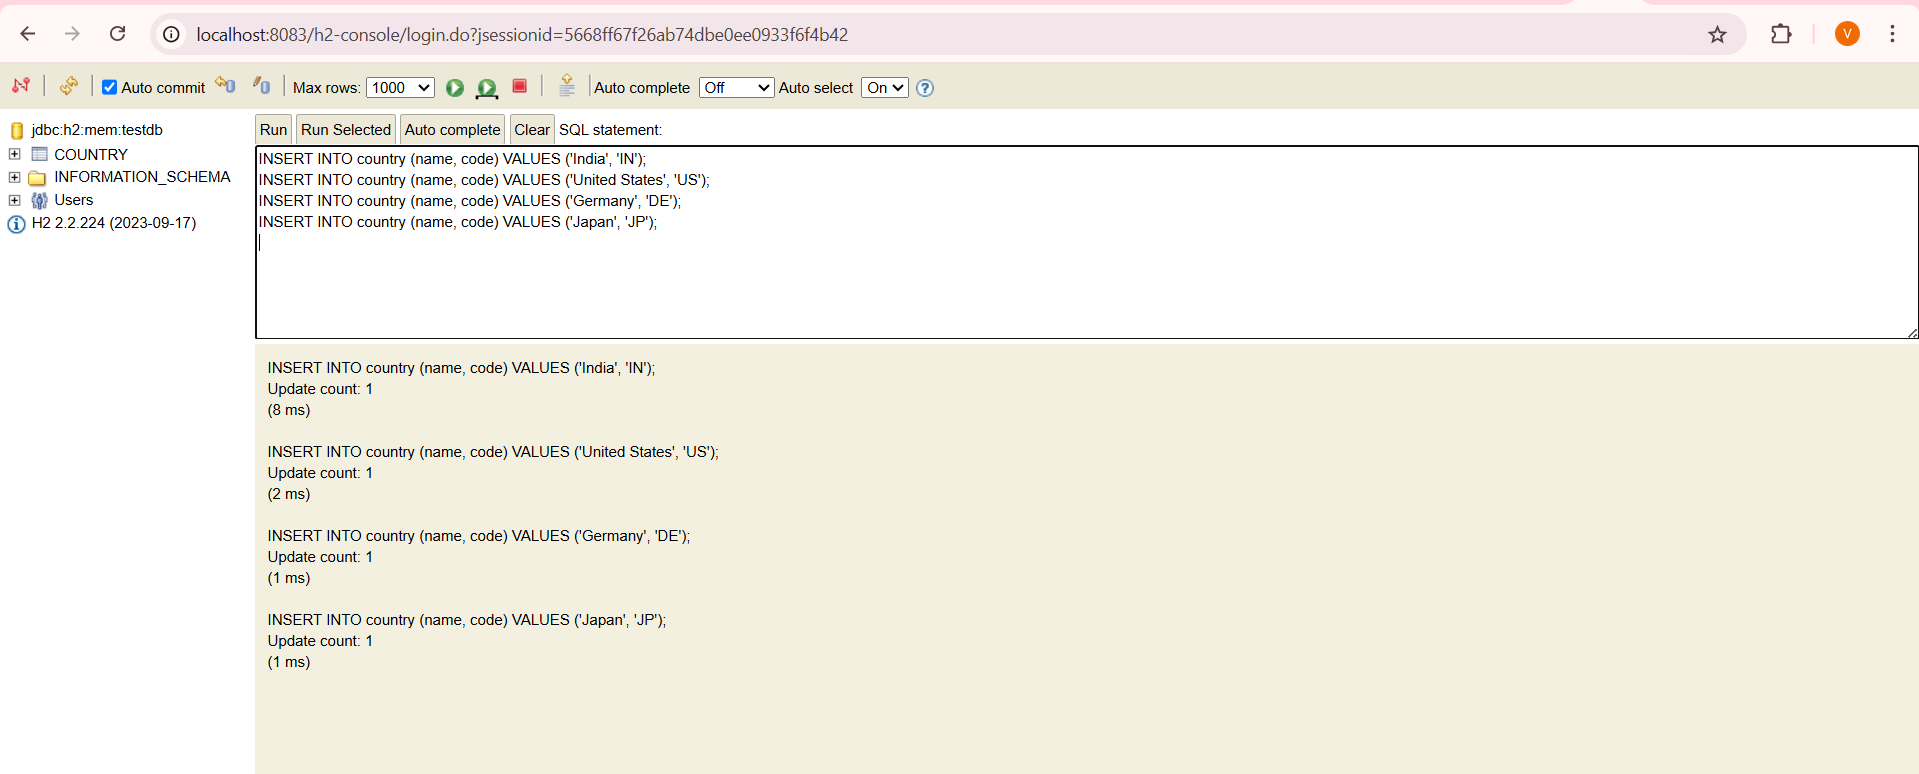 localhost:8083/h2-console/login.do?jsessionid=5668ff67f26ab74dbe0ee0933f6f4b42
V
Auto commit Max rows: 1000 Auto complete Off Auto select On ?
jdbc:h2:mem:testdb
COUNTRY
INFORMATION_SCHEMA
Users
H2 2.2.224 (2023-09-17)
Run Run Selected Auto complete Clear SQL statement:
INSERT INTO country (name, code) VALUES ('India', 'IN');
INSERT INTO country (name, code) VALUES ('United States', 'US');
INSERT INTO country (name, code) VALUES ('Germany', 'DE');
INSERT INTO country (name, code) VALUES ('Japan', 'JP');
INSERT INTO country (name, code) VALUES ('India', 'IN');
Update count: 1
(8 ms)
INSERT INTO country (name, code) VALUES ('United States', 'US');
Update count: 1
(2 ms)
INSERT INTO country (name, code) VALUES ('Germany', 'DE');
Update count: 1
(1 ms)
INSERT INTO country (name, code) VALUES ('Japan', 'JP');
Update count: 1
(1 ms)